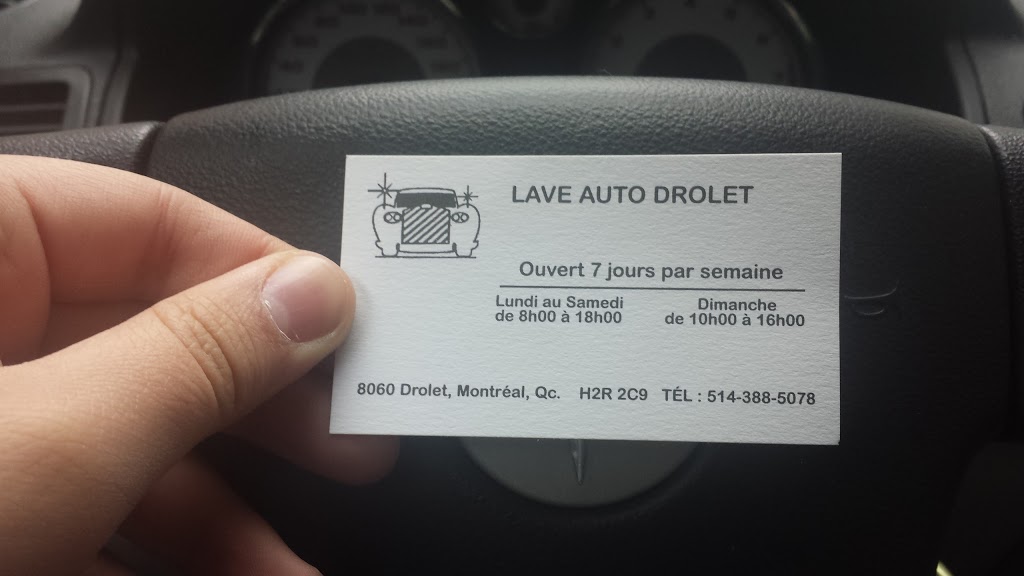 LAVE AUTO DROLET
Ouvert 7 jours par semaine
Lundi au Samedi
de 8h00 à 18h00
Dimanche
de 10h00 à 16h00
8060 Drolet, Montréal, Qc. H2R 2C9 TÉL : 514-388-5078